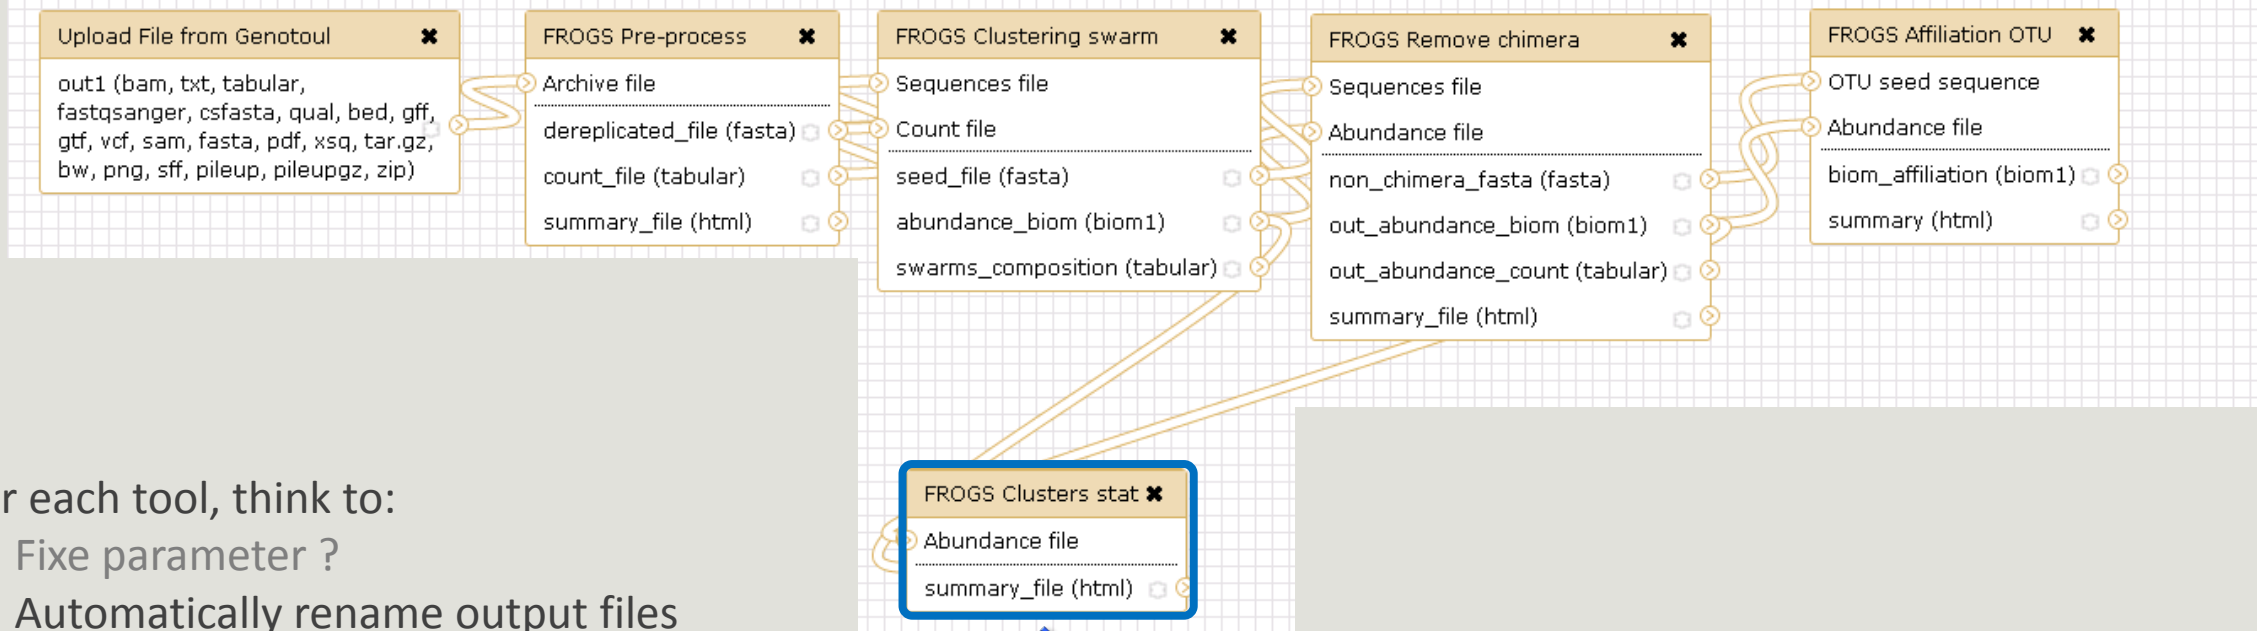 Upload File from Genotoul
out1 (bam, txt, tabular,
fastqsanger, csfasta, qual, bed, gff,
gtf, vcf, sam, fasta, pdf, xsq, tar.gz,
bw, png, sff, pileup, pileupgz, zip)
FROGS Pre-process
Archive file
dereplicated_file (fasta)
count_file (tabular)
summary_file (html)
FROGS Clustering swarm
Sequences file
Count file
seed_file (fasta)
abundance_biom (biom1)
swarms_composition (tabular)
FROGS Remove chimera
Sequences file
Abundance file
non_chimera_fasta (fasta)
out_abundance_biom (biom1)
out_abundance_count (tabular)
summary_file (html)
FROGS Affiliation OTU
OTU seed sequence
Abundance file
biom_affiliation (biom1)
summary (html)
FROGS Clusters stat
Abundance file
summary_file (html)
r each tool, think to:
Fixe parameter ?
Automatically rename output files